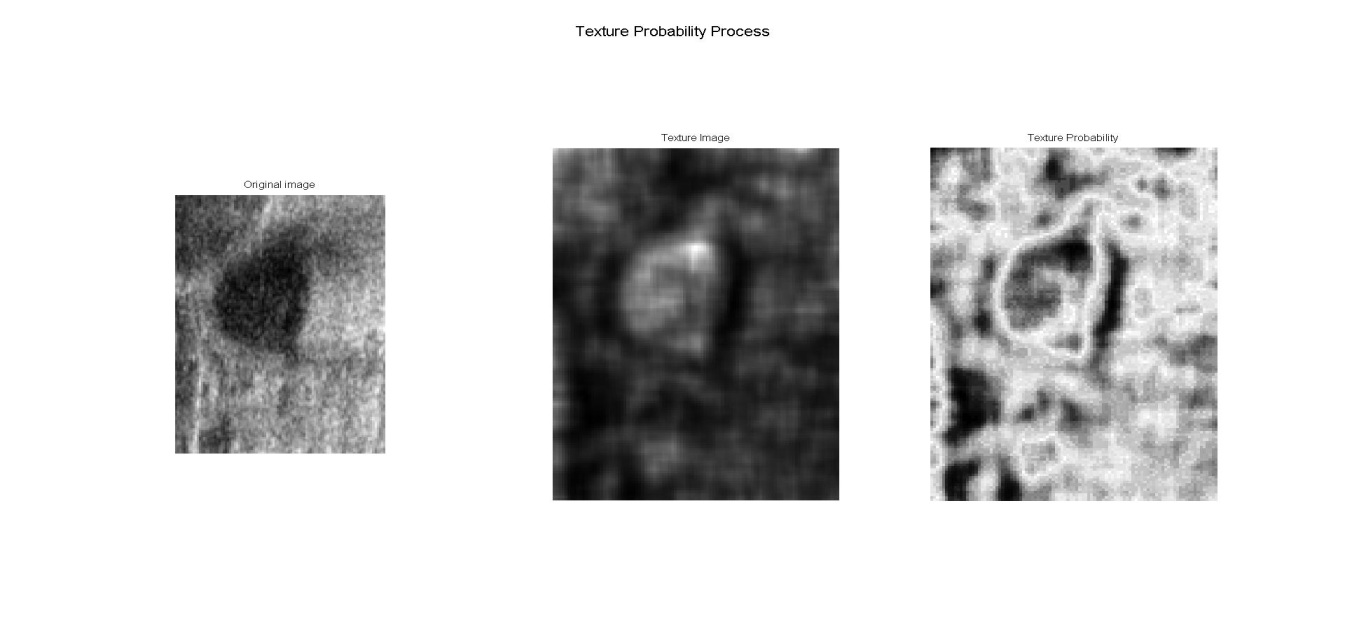 Texture Probability Process
Original image
Texture Image
Texture Probability